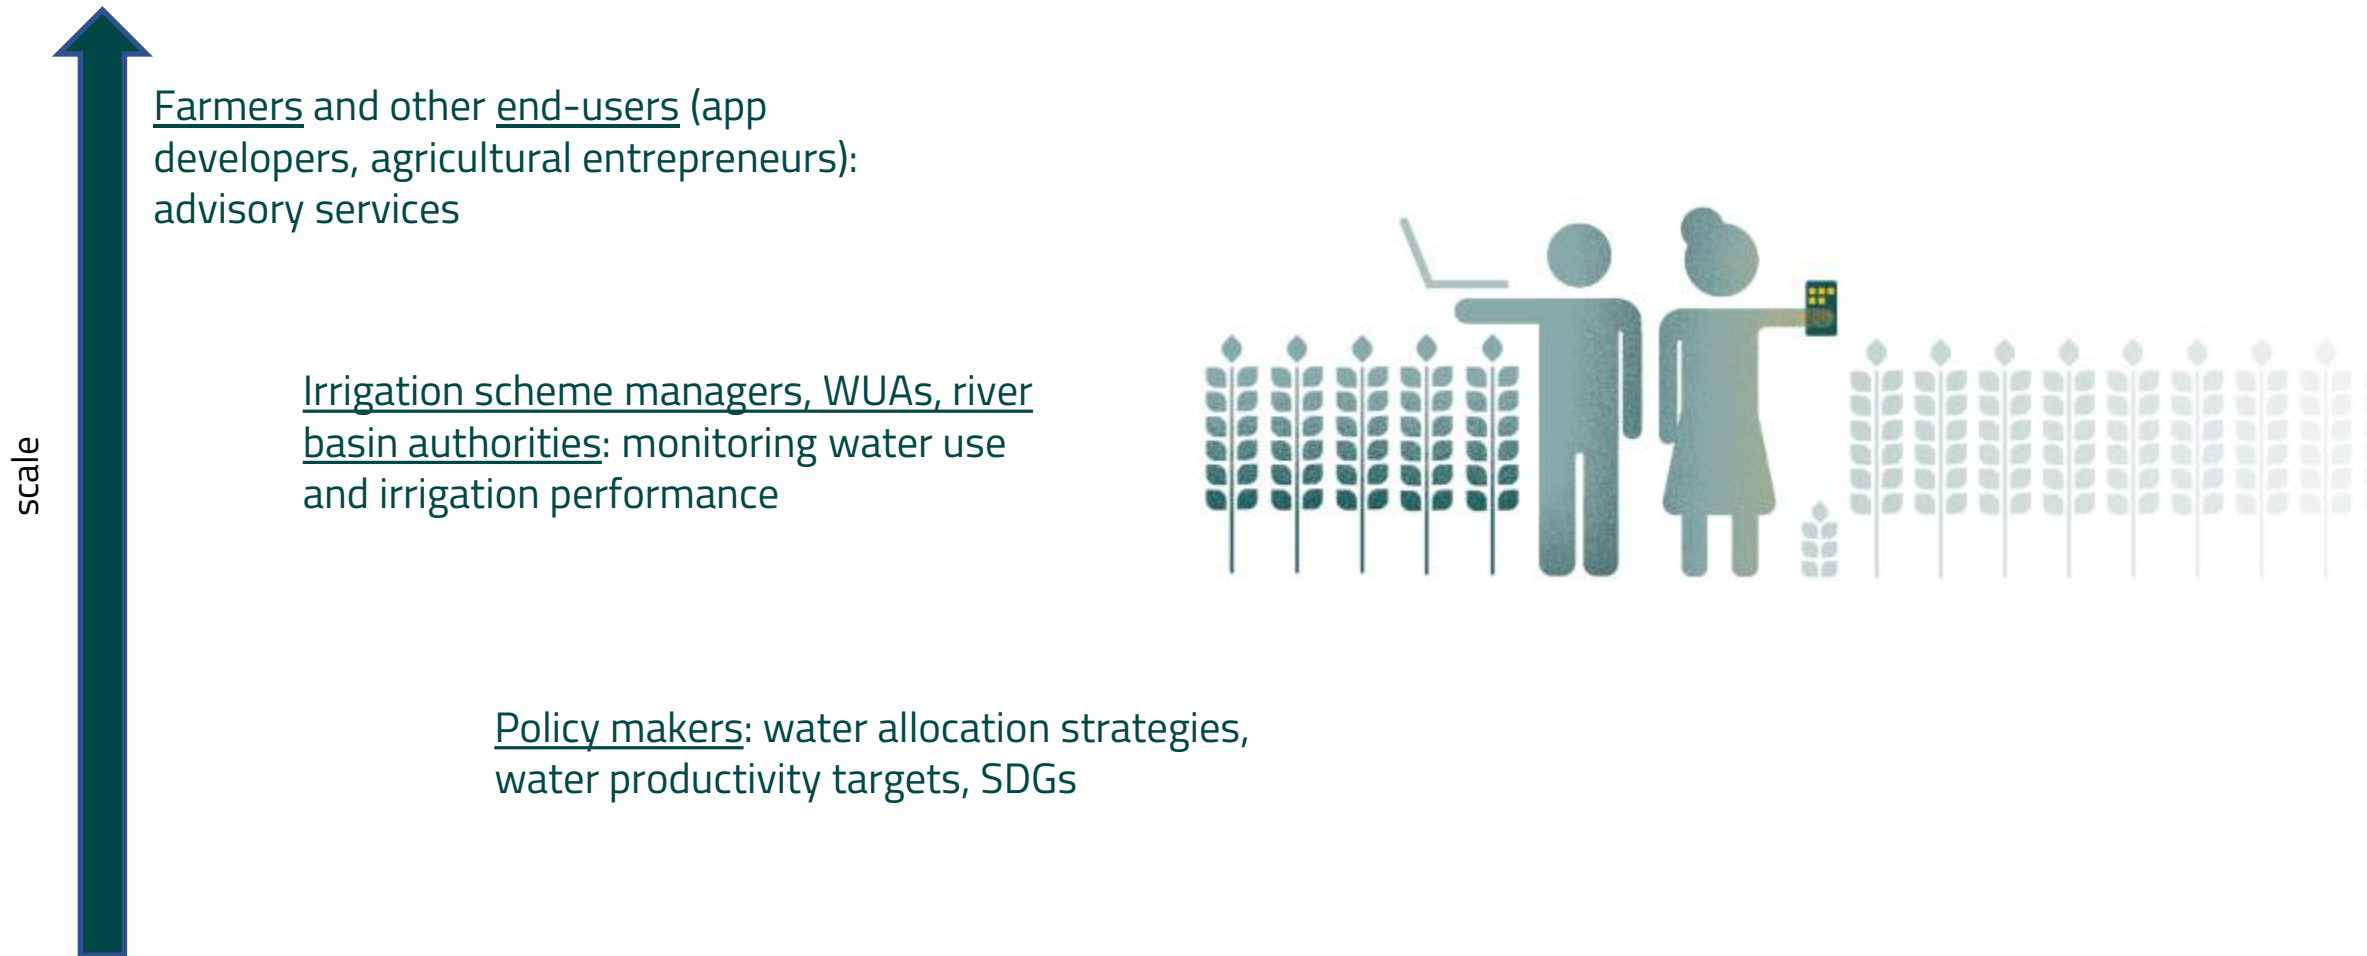 Farmers and other end-users (app
developers, agricultural entrepreneurs):
advisory services
Irrigation scheme managers, WUAs, river
basin authorities: monitoring water use
and irrigation performance
scale
Policy makers: water allocation strategies,
water productivity targets, SDGs